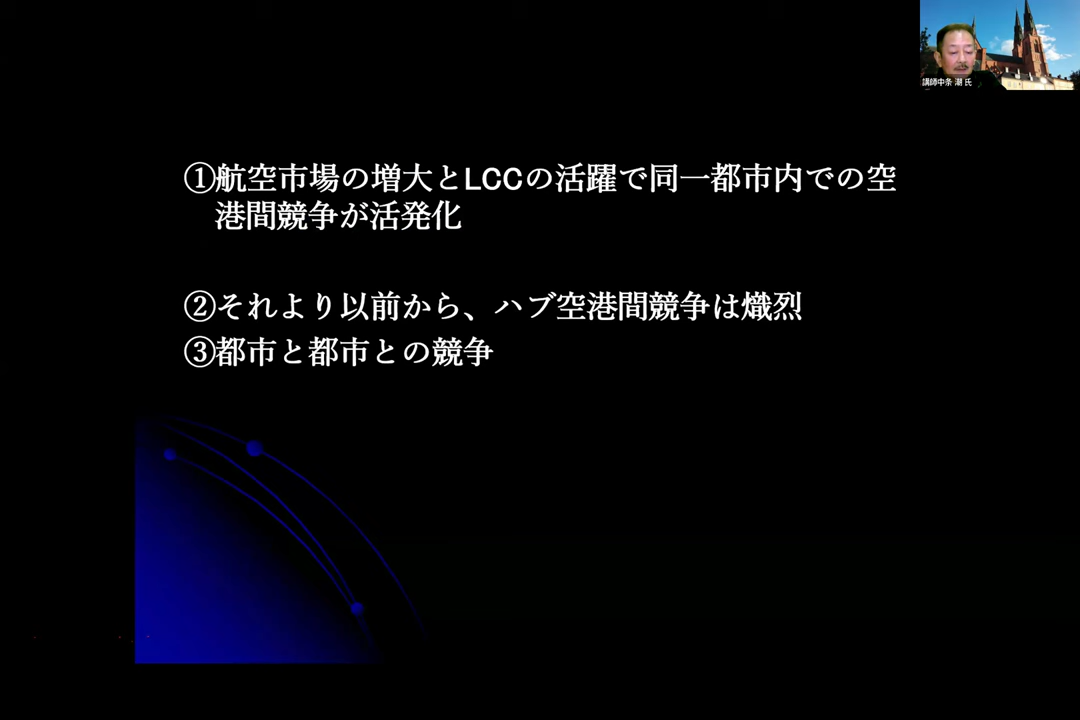 講師中条 潮 氏
①航空市場の増大とLCCの活躍で同一都市内での空
港間競争が活発化
②それより以前から、ハブ空港間競争は熾烈
③都市と都市との競争